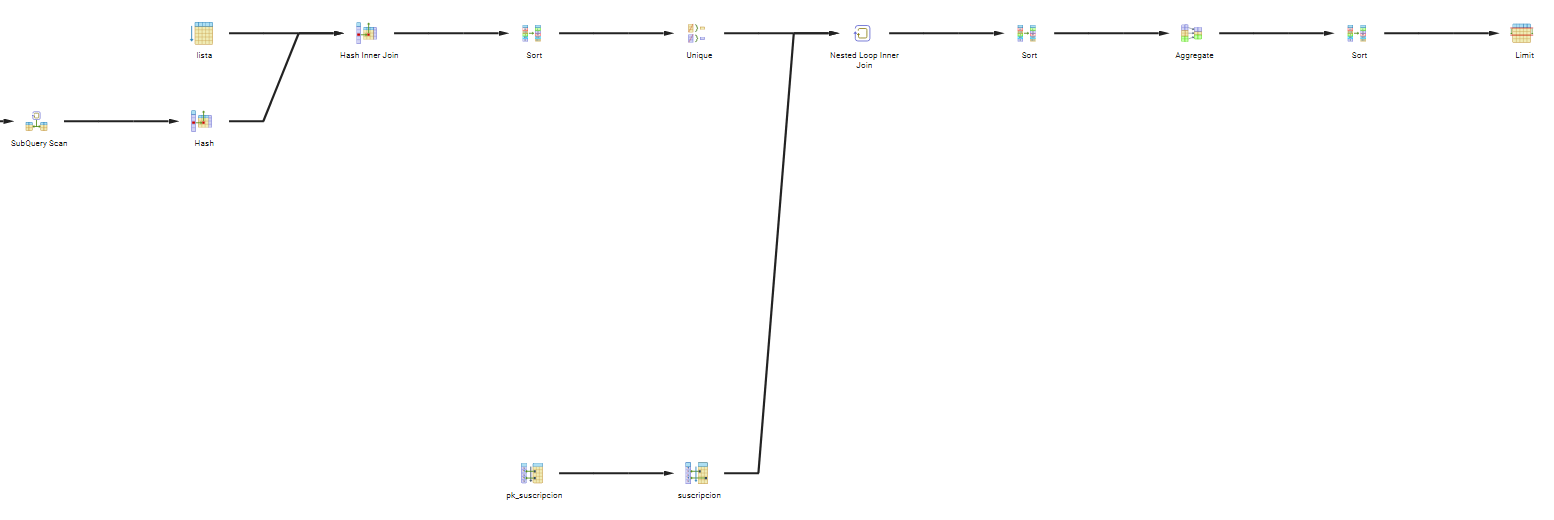 lista
Hash Inner Join
Sort
Unique
Nested Loop Inner
Join
Sort
Aggregate
Sort
Limit
SubQuery Scan
Hash
pk_suscripcion
suscripcion